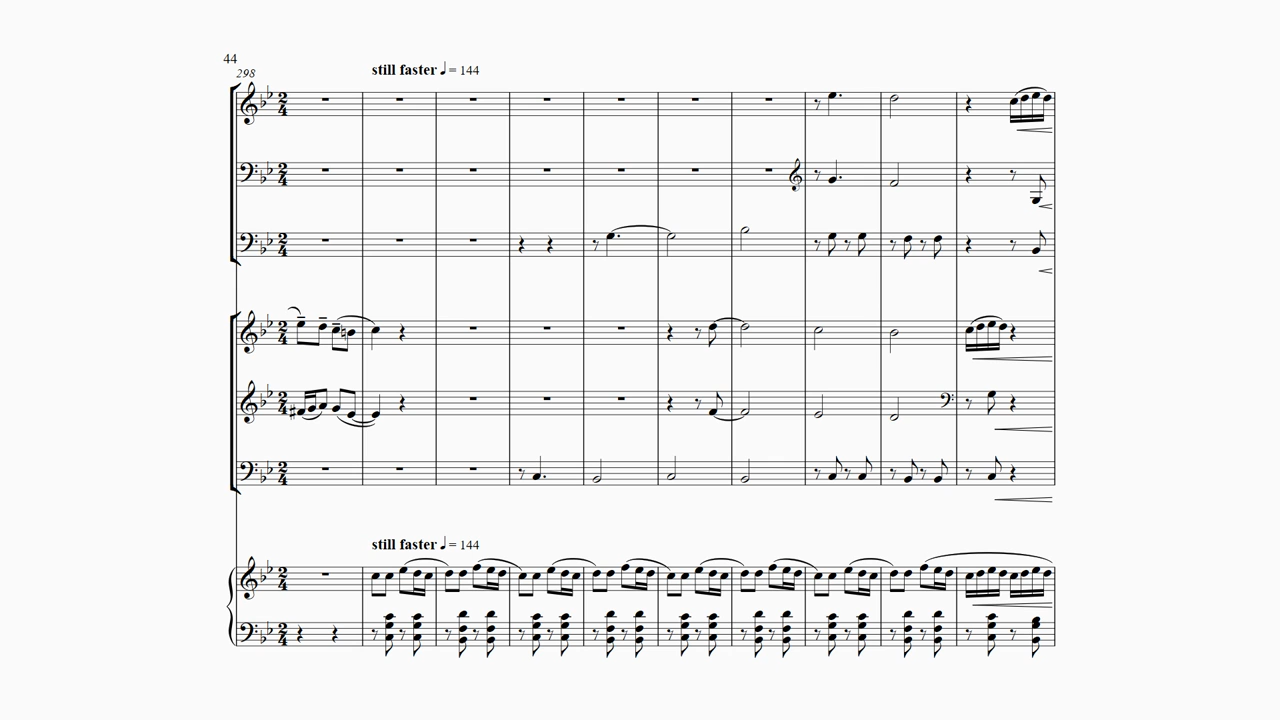 44
298
still faster ♩ = 144
still faster ♩ = 144